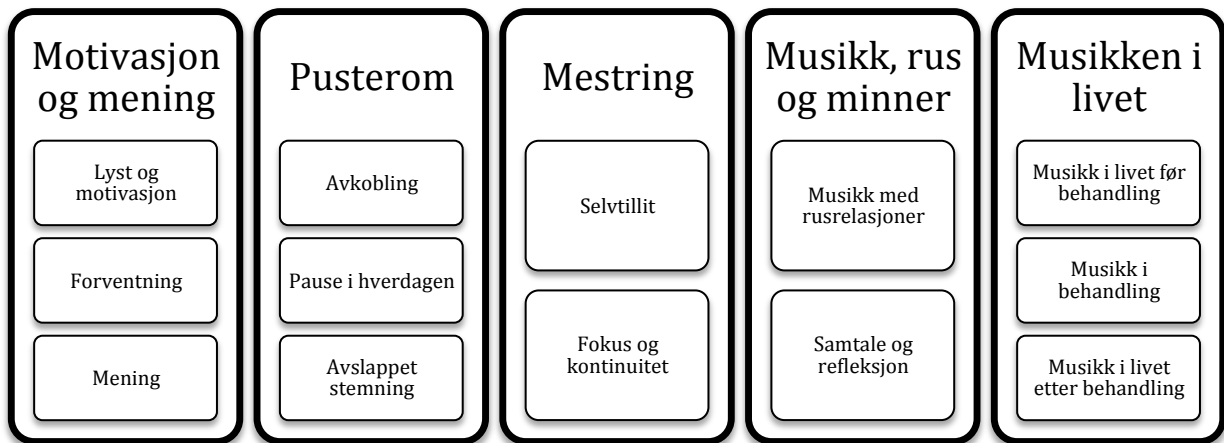 Motivasjon
og mening
Lyst og
motivasjon
Forventning
Mening
Pusterom
Avkobling
Pause i hverdagen
Avslappet
stemning
Mestring
Selvtillit
Fokus og
kontinuitet
Musikk, rus
og minner
Musikk med
rusrelasjoner
Samtale og
refleksjon
Musikken i
livet
Musikk i livet før
behandling
Musikk i
behandling
Musikk i livet
etter behandling